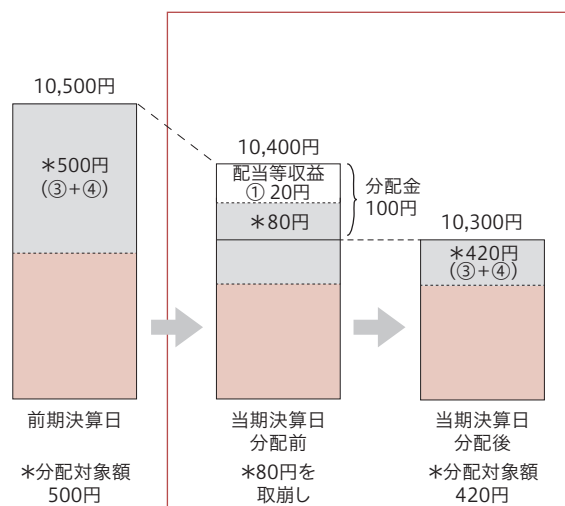 10,500円
＊500円
(③+④)
前期決算日
＊分配対象額
500円
10,400円
配当等収益
① 20円
＊80円
分配金
100円
当期決算日
分配前
＊80円を
取崩し
10,300円
＊420円
(③+④)
当期決算日
分配後
＊分配対象額
420円